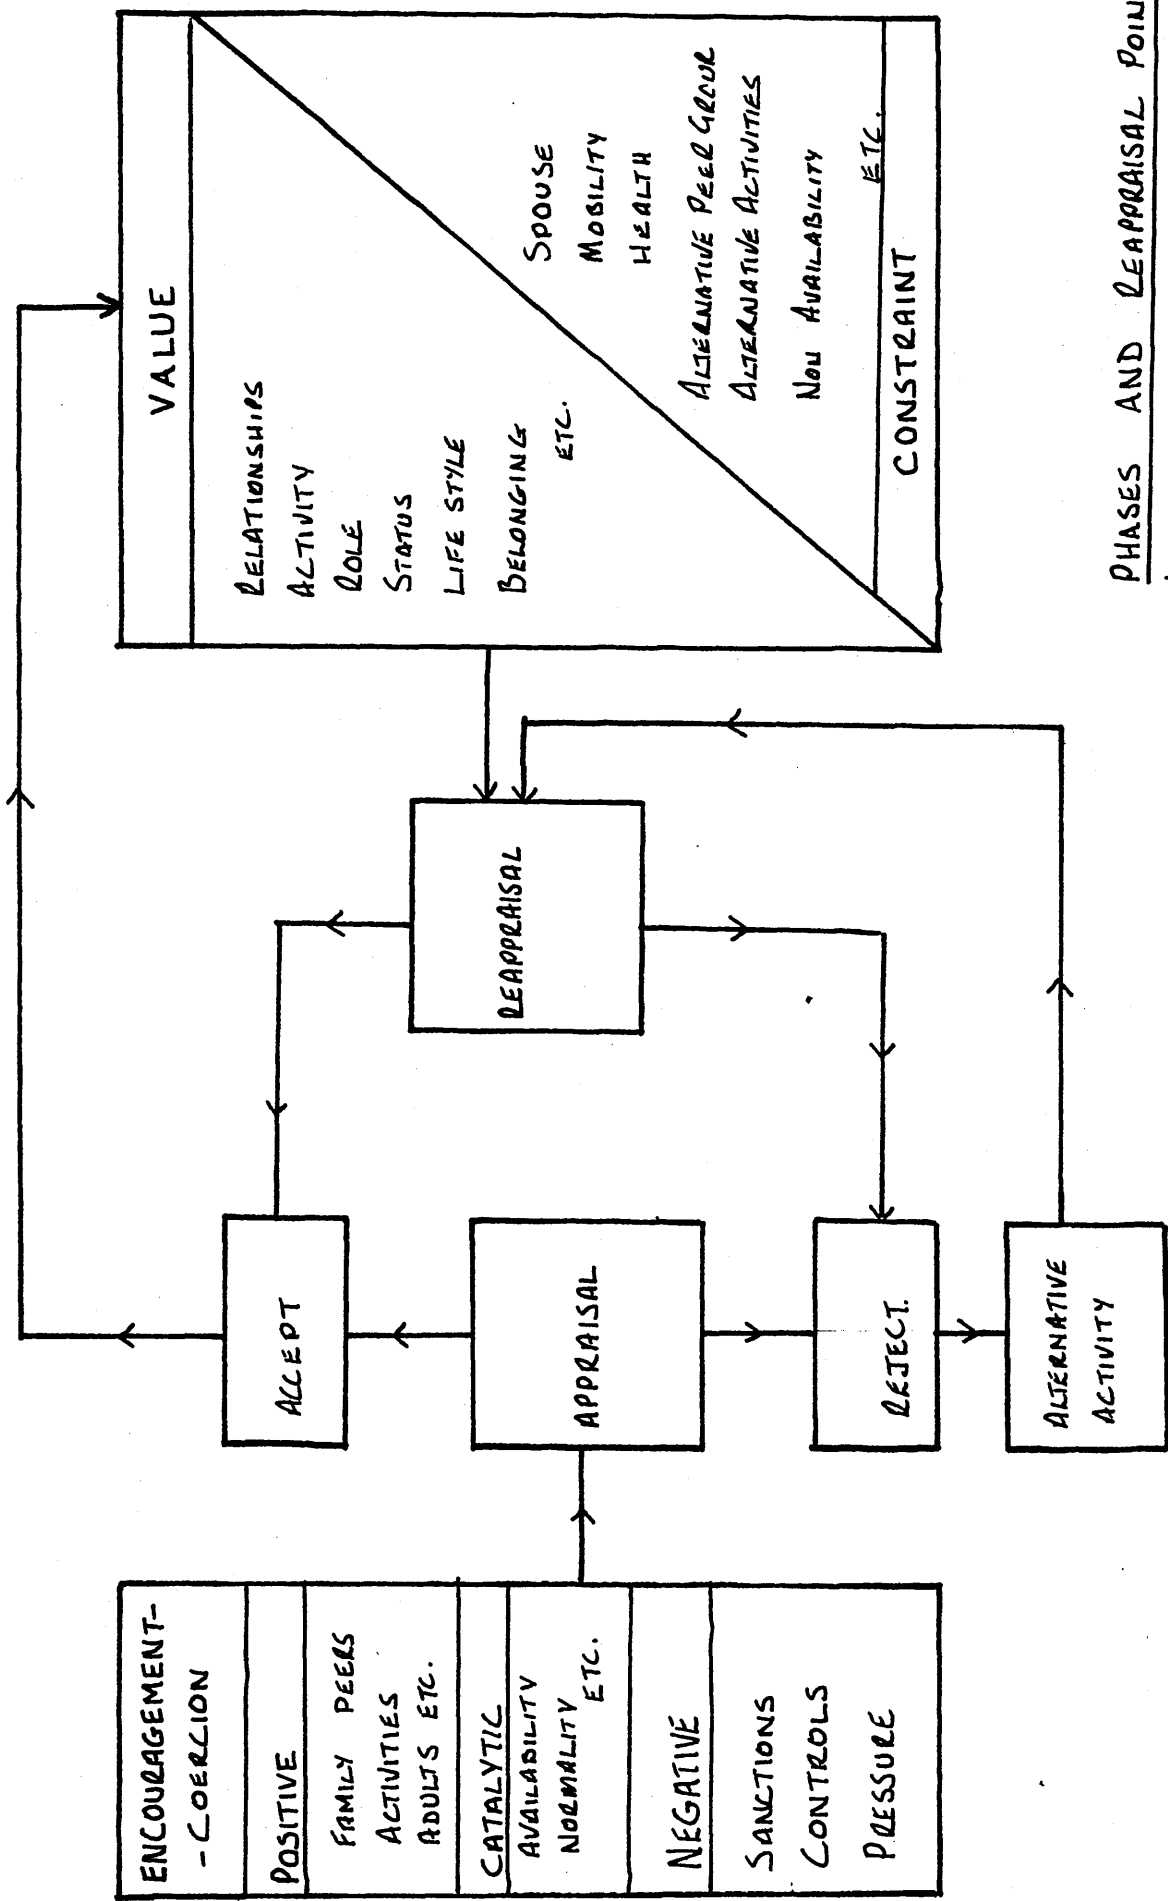 ENCOURAGEMENT-
- COERCION
POSITIVE
FAMILY PEERS
ACTIVITIES
ADULTS ETC.
CATALYTIC
AVAILABILITY
NORMALITY
ETC.
NEGATIVE
SANCTIONS
CONTROLS
PRESSURE
ACCEPT
APPRAISAL
REJECT.
ALTERNATIVE
ACTIVITY
REAPPRAISAL
VALUE
RELATIONSHIPS
ACTIVITY
ROLE
STATUS
LIFE STYLE
BELONGING
ETC.
SPOUSE
MOBILITY
HEALTH
ALTERNATIVE PEER GROUP
ALTERNATIVE ACTIVITIES
NON AVAILABILITY
ETC.
CONSTRAINT
PHASES AND REAPPRAISAL POIN